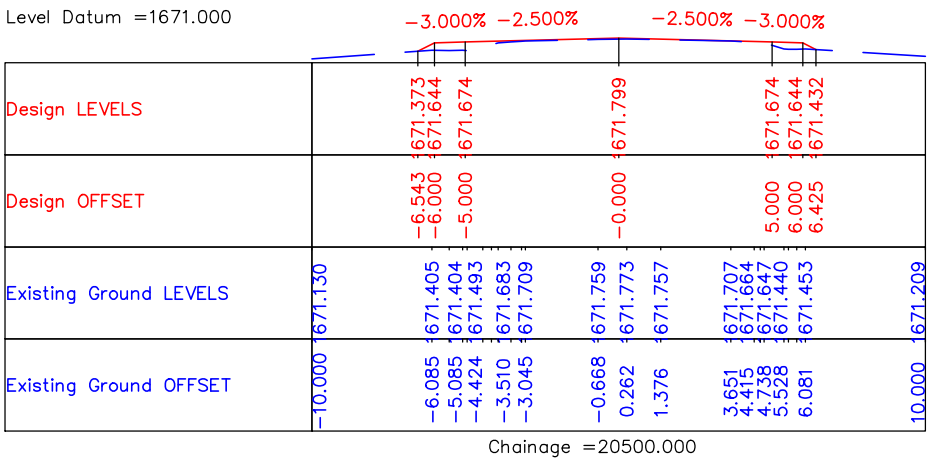 Level Datum =1671.000
-3.000% -2.500% -2.500% -3.000%
Design LEVELS 1671.373 1671.644 1671.674 1671.799 1671.674 1671.644 1671.432
Design OFFSET -6.543 -6.000 -5.000 -0.000 5.000 6.000 6.425
Existing Ground LEVELS 1671.130 1671.405 1671.404 1671.493 1671.683 1671.709 1671.759 1671.773 1671.757 1671.707 1671.664 1671.647 1671.440 1671.453 1671.209
Existing Ground OFFSET -10.000 -6.085 -5.085 -4.424 -3.510 -3.045 -0.668 0.262 1.376 3.651 4.415 4.738 5.528 6.081 10.000
Chainage =20500.000